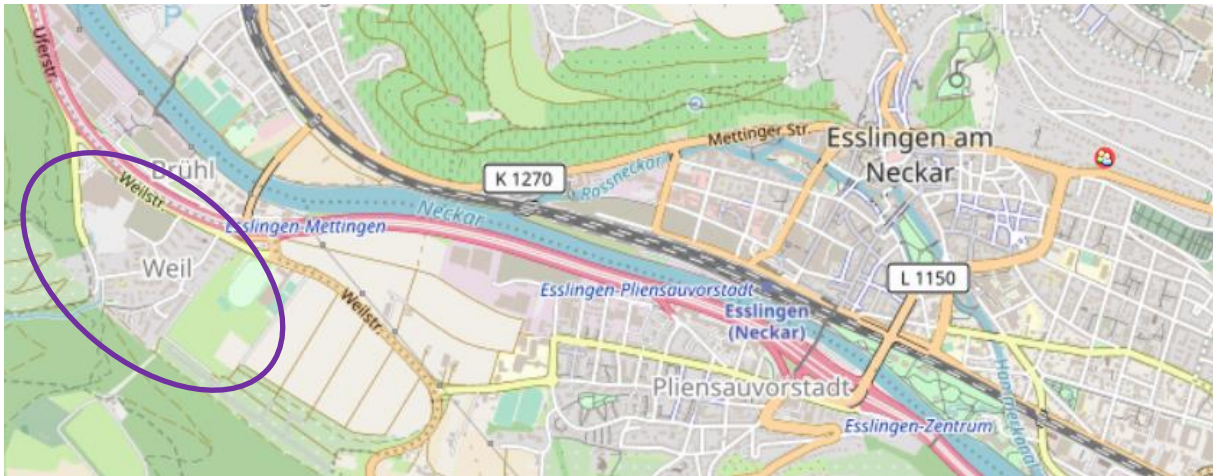 Uferstr.
Mettinger Str.
Esslingen am
Neckar
Brühl
K 1270
Rossneckar
Weilstr.
Neckar
Esslingen-Mettingen
Weil
L 1150
Esslingen-Pliensauvorstadt
Weilstr.
Esslingen
(Neckar)
Pliensauvorstadt
Hammerkanal
Esslingen-Zentrum